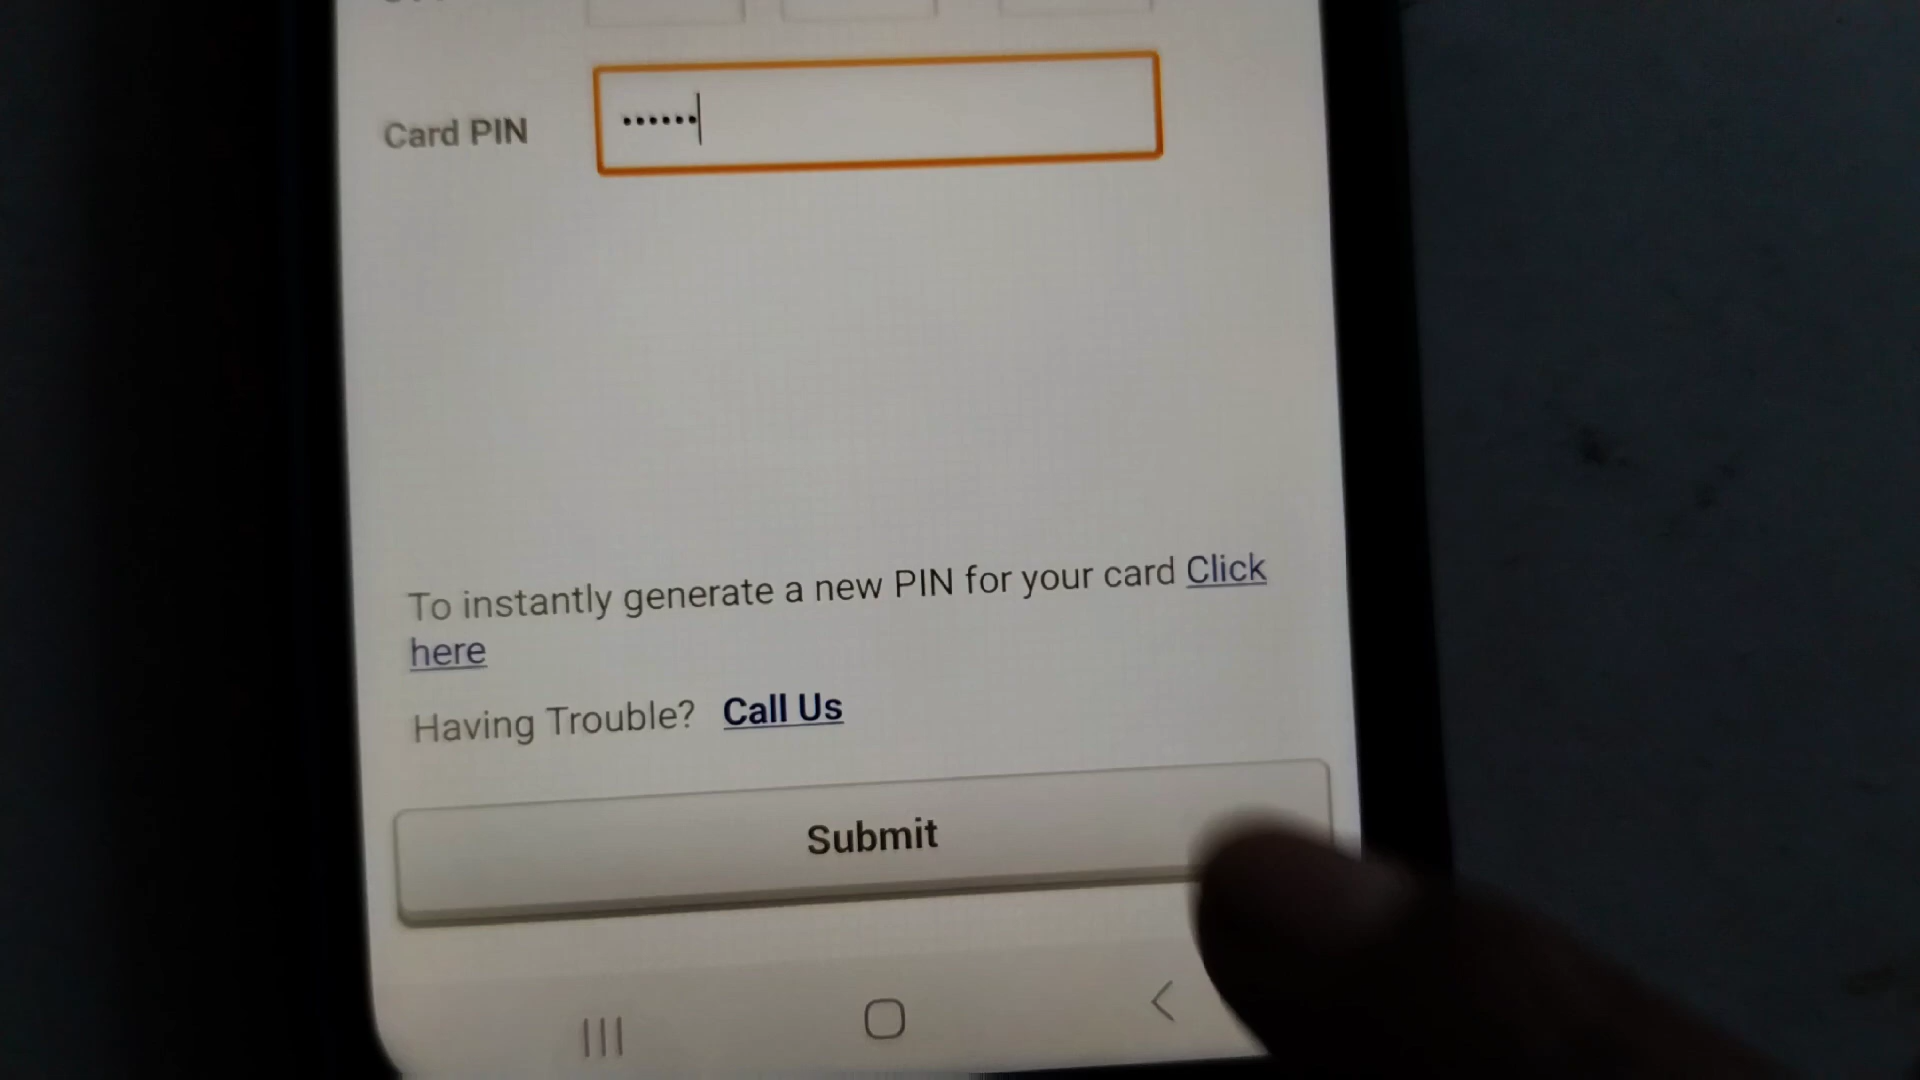 Card PIN ••••••
To instantly generate a new PIN for your card Click
here
Having Trouble? Call Us
Submit